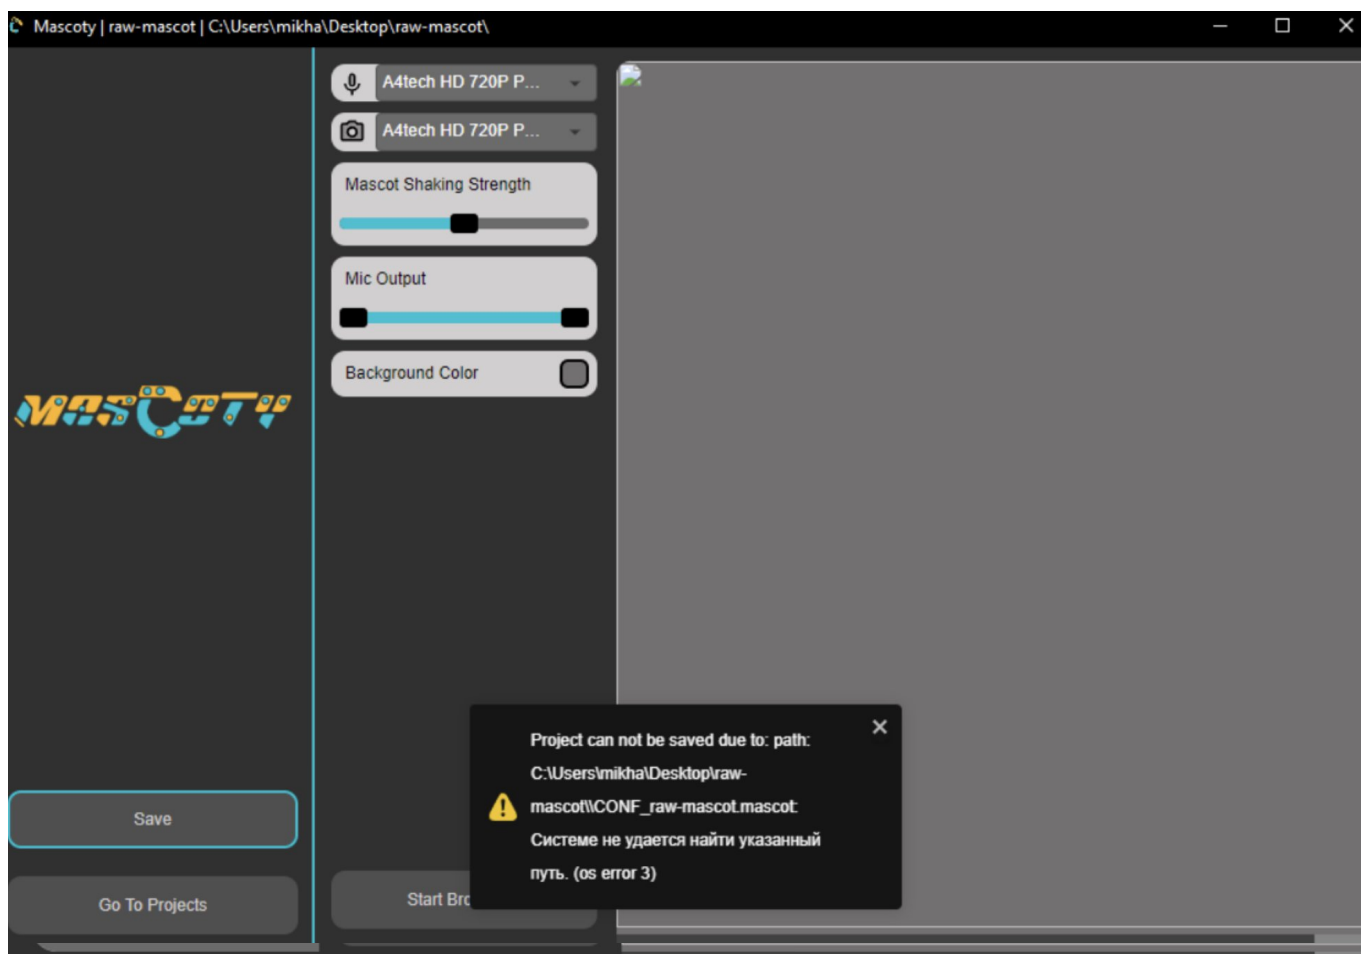 Mascoty | raw-mascot | C:\Users\mikha\Desktop\raw-mascot\
A4tech HD 720P P...
A4tech HD 720P P...
Mascot Shaking Strength
Mic Output
Background Color
MASCOTY
Save
Go To Projects
Start Bro
Project can not be saved due to: path:
C:\Users\mikha\Desktop\raw-
mascot\\CONF_raw-mascot.mascot:
Системе не удается найти указанный
путь. (os error 3)